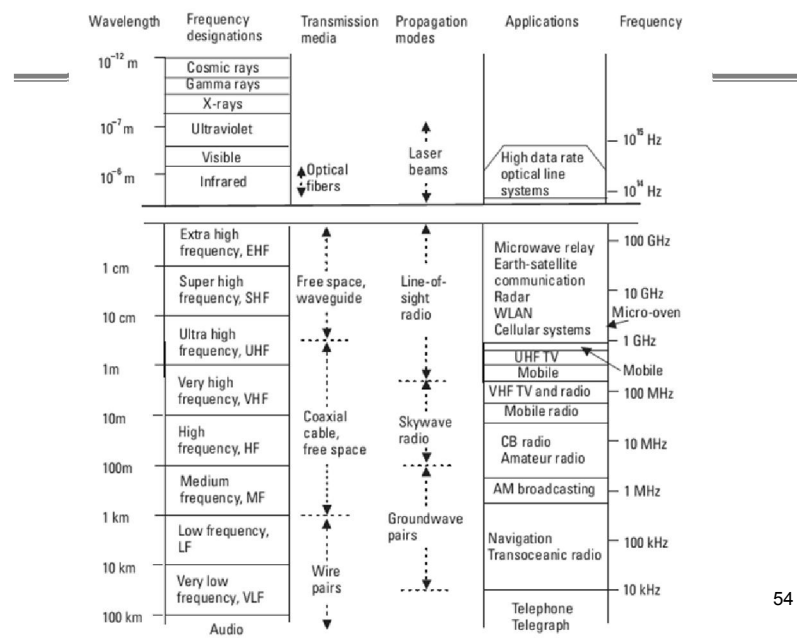 Wavelength
Frequency
designations
Transmission
media
Propagation
modes
Applications
Frequency
10⁻¹² m
10⁻⁷ m
10⁻⁶ m
1 cm
10 cm
1m
10m
100m
1 km
10 km
100 km
Cosmic rays
Gamma rays
X-rays
Ultraviolet
Visible
Infrared
Extra high
frequency, EHF
Super high
frequency, SHF
Ultra high
frequency, UHF
Very high
frequency, VHF
High
frequency, HF
Medium
frequency, MF
Low frequency,
LF
Very low
frequency, VLF
Audio
Optical
fibers
Free space,
waveguide
Coaxial
cable,
free space
Wire
pairs
Laser
beams
Line-of-
sight
radio
Skywave
radio
Groundwave
pairs
High data rate
optical line
systems
Microwave relay
Earth-satellite
communication
Radar
WLAN
Cellular systems
UHF TV
Mobile
VHF TV and radio
Mobile radio
CB radio
Amateur radio
AM broadcasting
Navigation
Transoceanic radio
Telephone
Telegraph
10¹⁵ Hz
10¹⁴ Hz
100 GHz
10 GHz
Micro-oven
1 GHz
Mobile
100 MHz
10 MHz
1 MHz
100 kHz
10 kHz
54